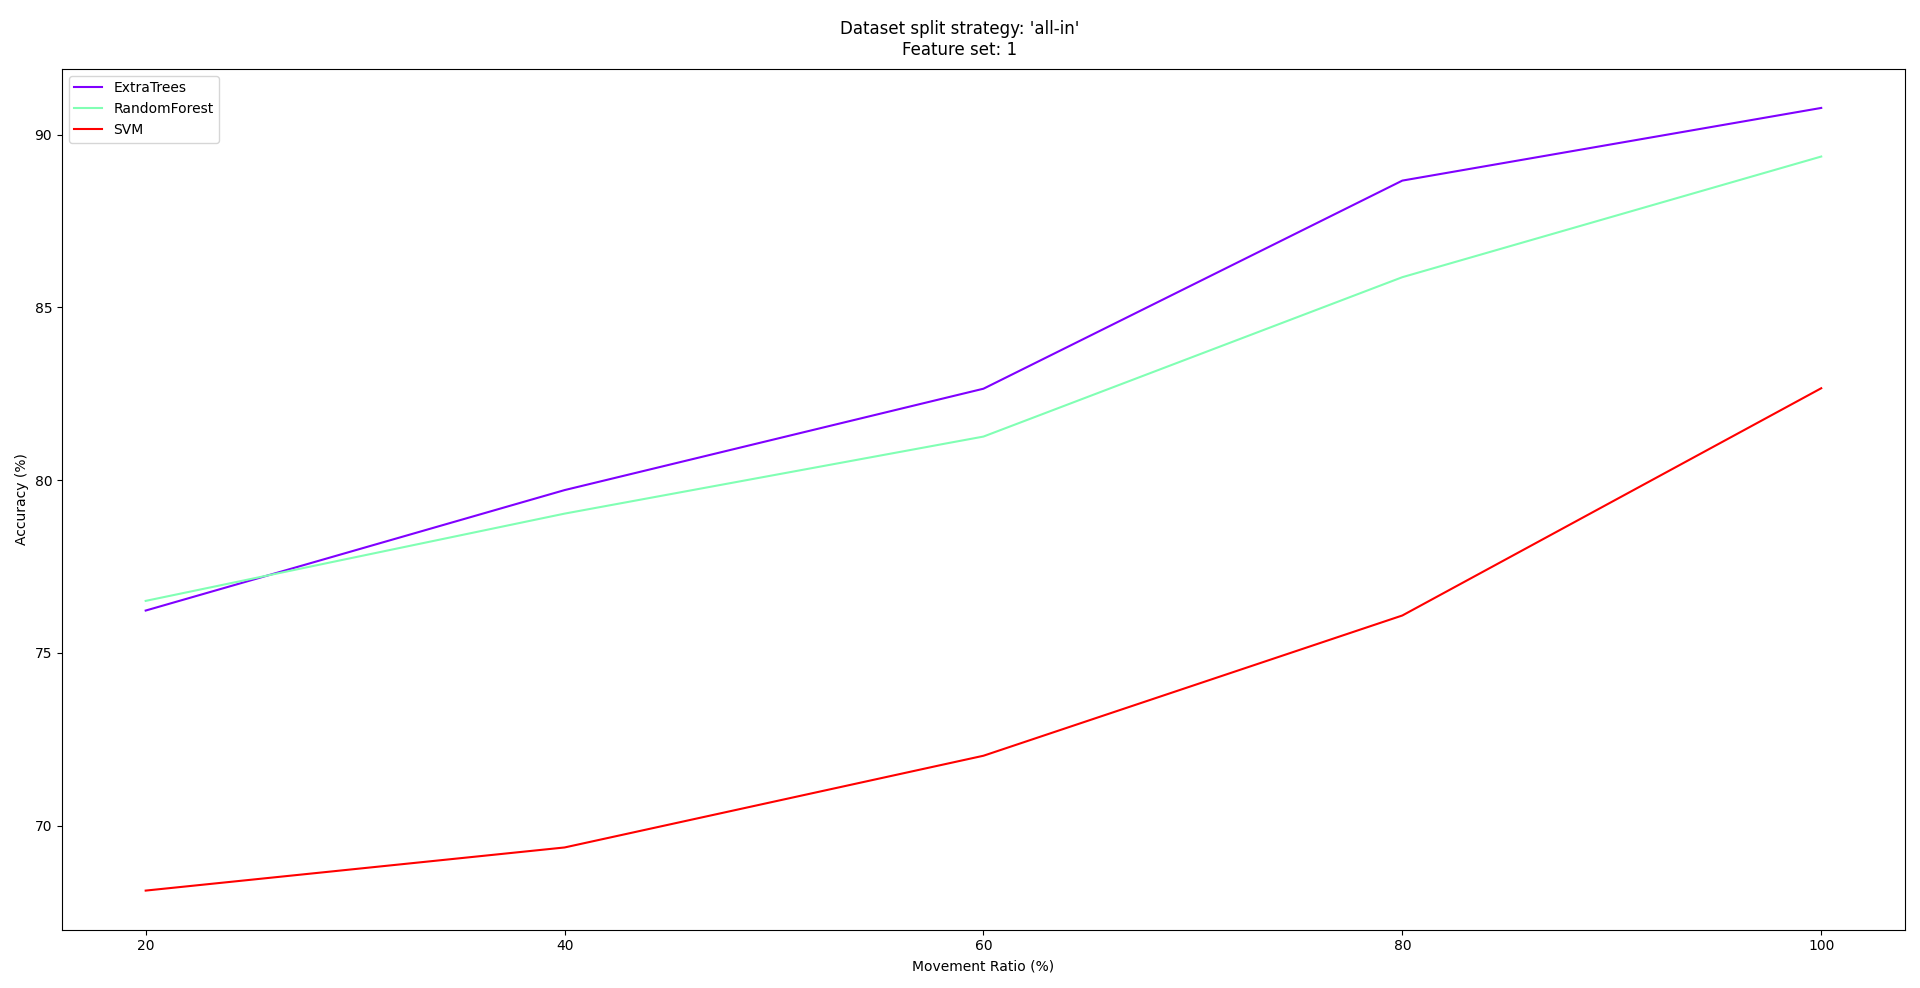 Dataset split strategy: 'all-in'
Feature set: 1
ExtraTrees
RandomForest
SVM
90
85
80
75
70
Accuracy (%)
20 40 60 80 100
Movement Ratio (%)